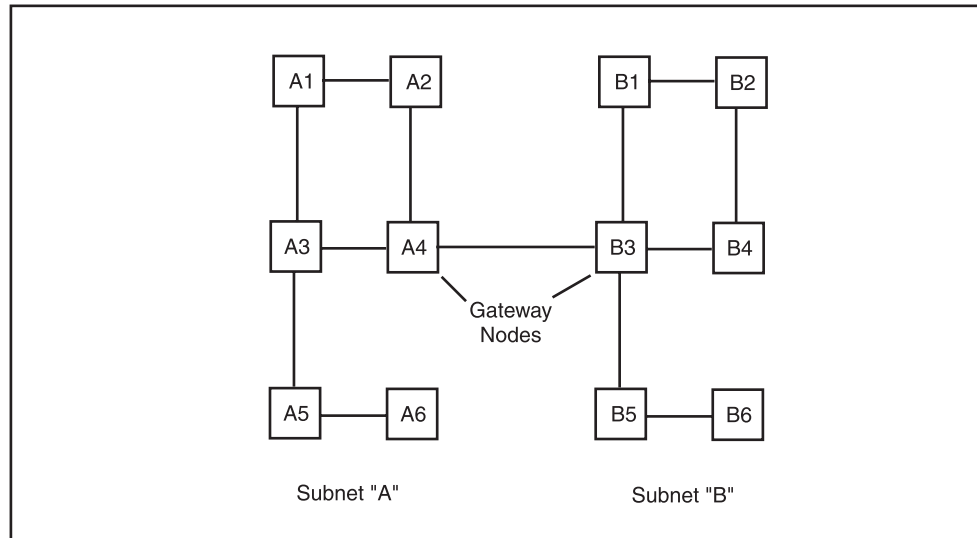 A1 A2 B1 B2
A3 A4 B3 B4
Gateway
Nodes
A5 A6 B5 B6
Subnet "A" Subnet "B"